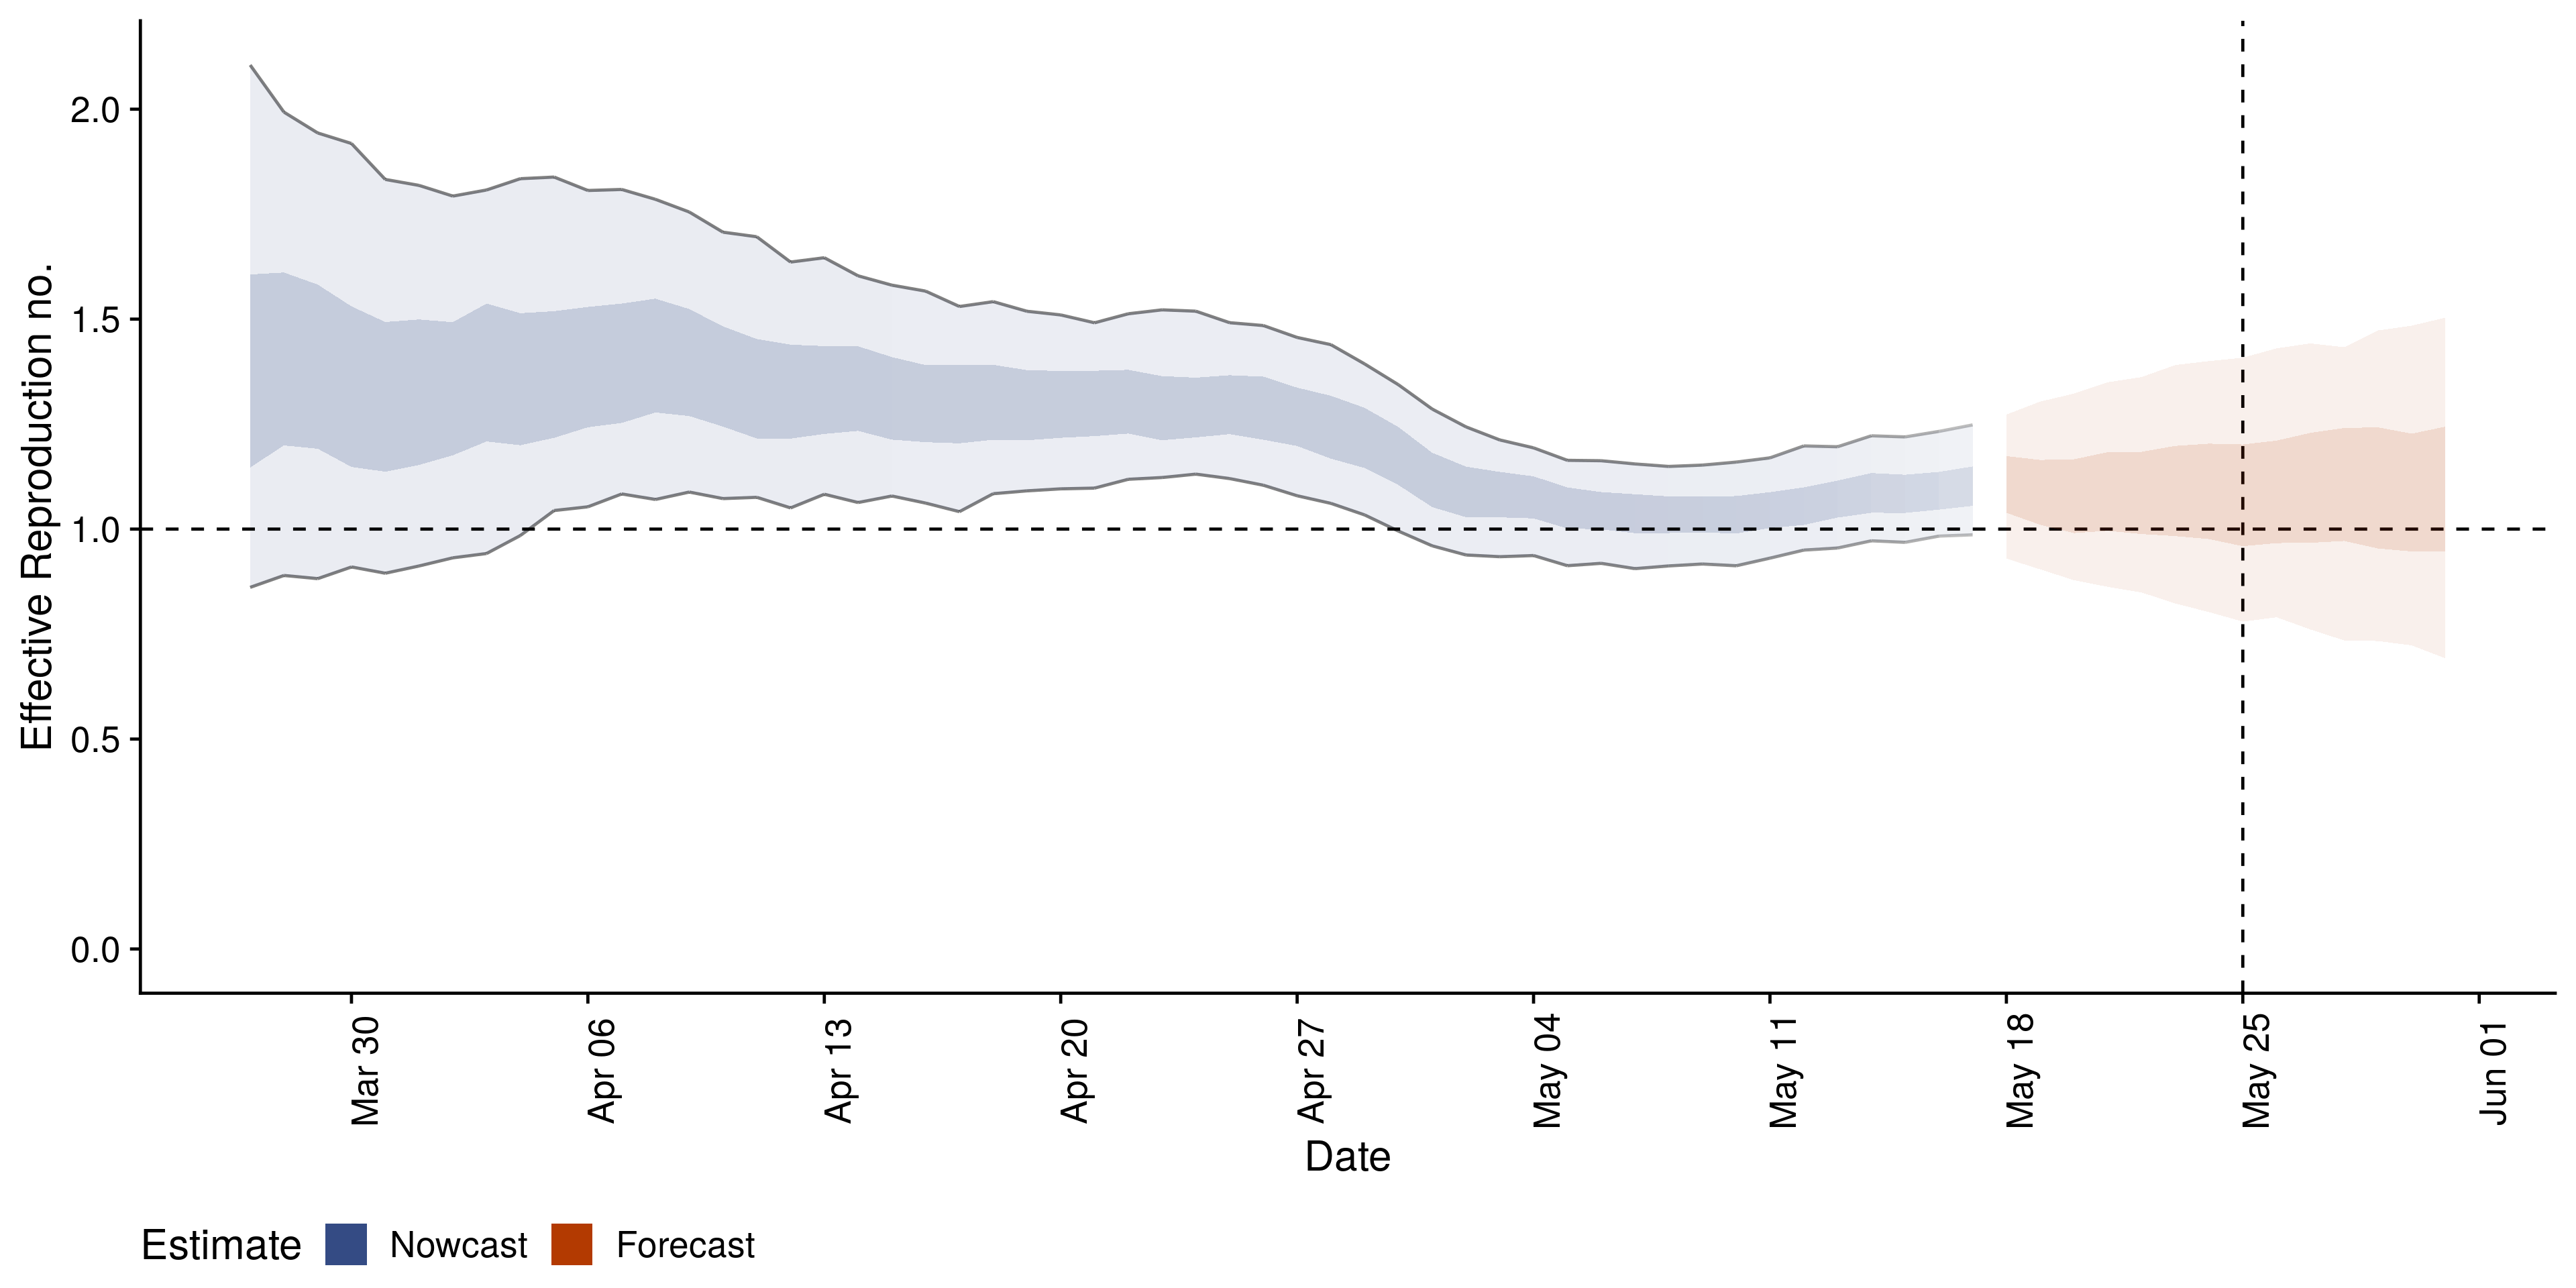 Effective Reproduction no.
2.0
1.5
1.0
0.5
0.0
Mar 30
Apr 06
Apr 13
Apr 20
Apr 27
May 04
May 11
May 18
May 25
Jun 01
Date
Estimate Nowcast Forecast